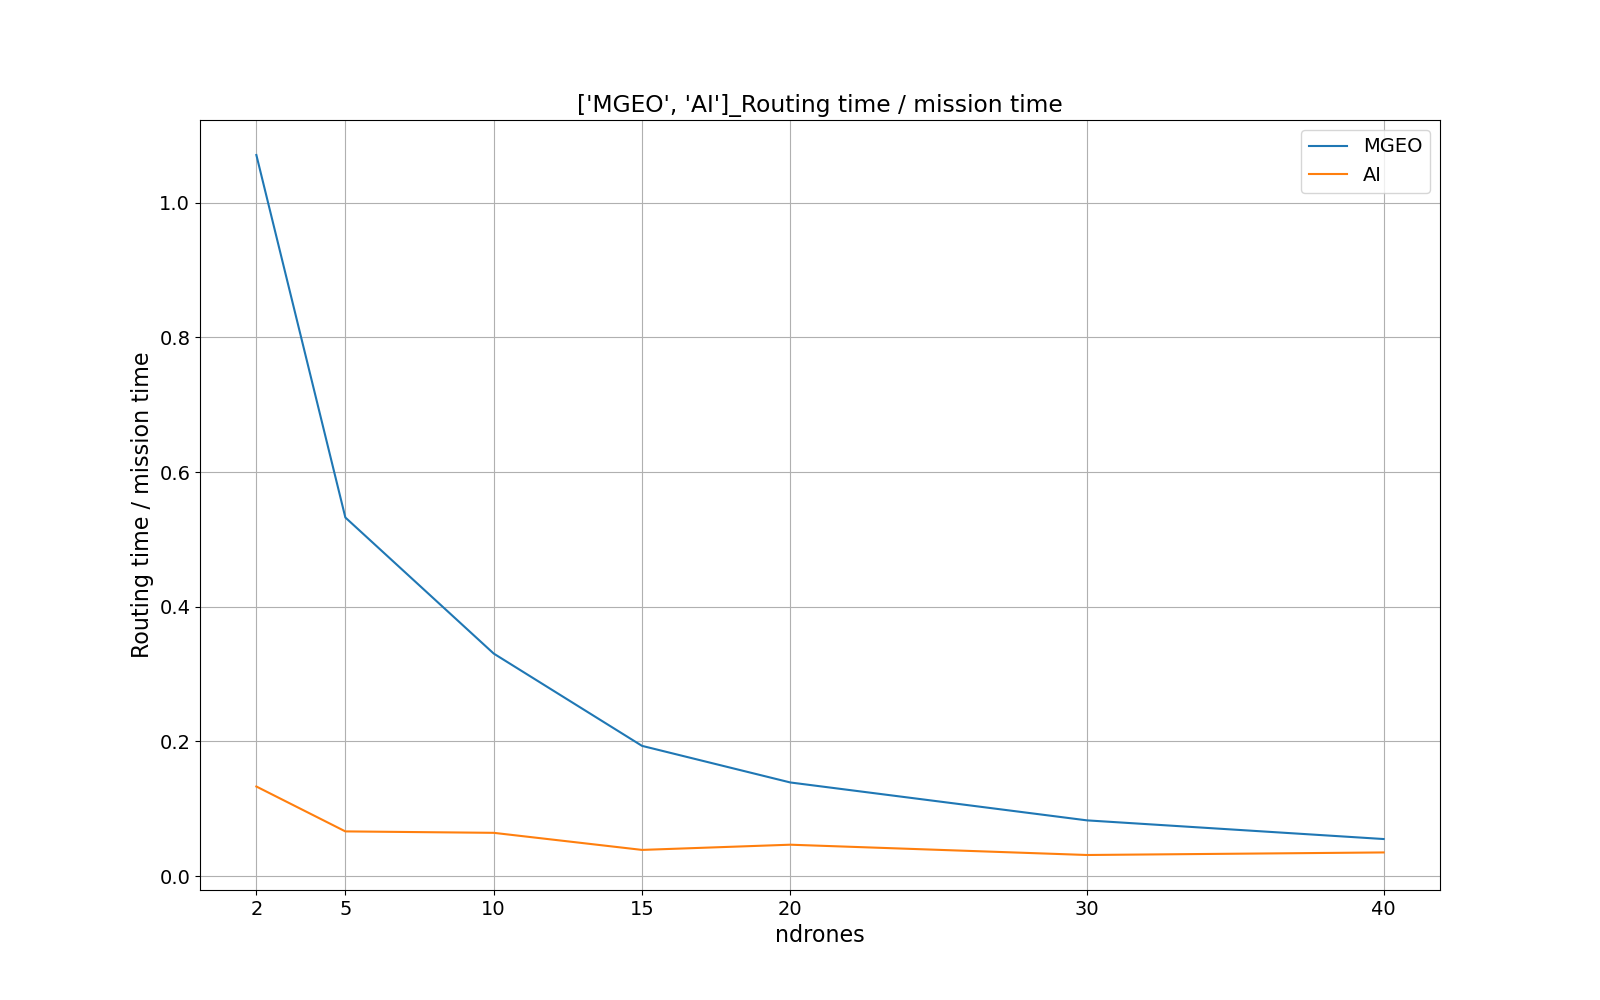 ['MGEO', 'AI']_Routing time / mission time
MGEO
AI
Routing time / mission time
1.0
0.8
0.6
0.4
0.2
0.0
2 5 10 15 20 30 40
ndrones